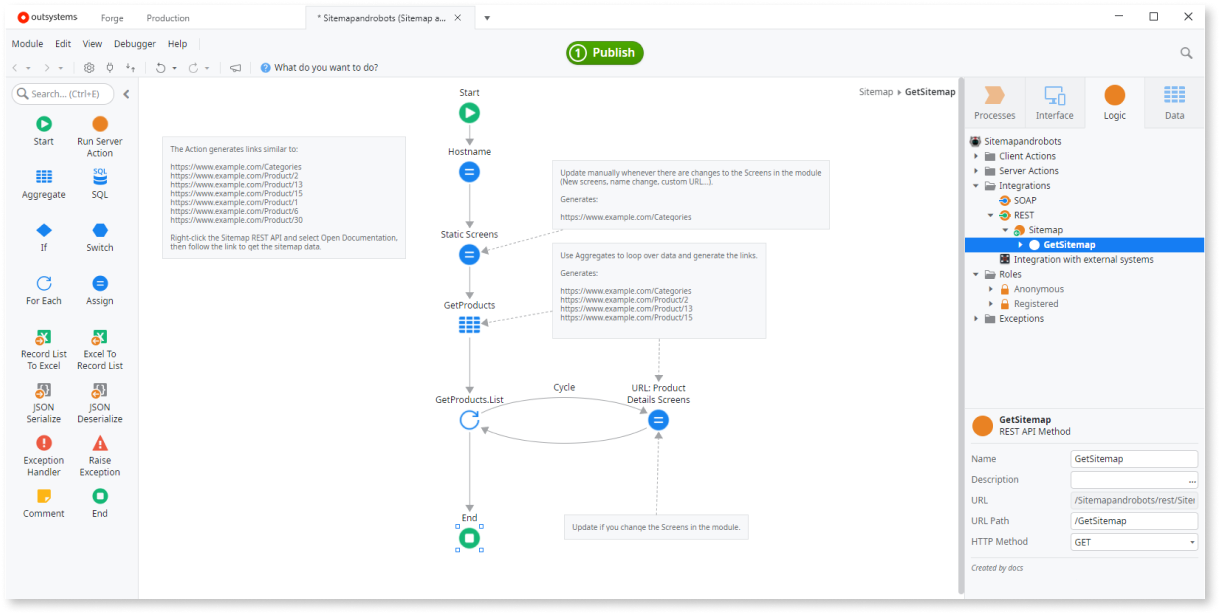 outsystems
Forge
Production
* Sitemapandrobots (Sitemap a...
Module
Edit
View
Debugger
Help
1 Publish
What do you want to do?
Search... (Ctrl+E)
Start
Run Server
Action
Aggregate
SQL
SQL
If
Switch
For Each
Assign
Record List
To Excel
Excel To
Record List
JSON
Serialize
JSON
Deserialize
Exception
Handler
Raise
Exception
Comment
End
Sitemap
GetSitemap
The Action generates links similar to:
https://www.example.com/Categories
https://www.example.com/Product/2
https://www.example.com/Product/13
https://www.example.com/Product/15
https://www.example.com/Product/1
https://www.example.com/Product/6
https://www.example.com/Product/30
Right-click the Sitemap REST API and select Open Documentation,
then follow the link to get the sitemap data.
Start
Hostname
Static Screens
GetProducts
GetProducts.List
Cycle
URL: Product
Details Screens
End
Update manually whenever there are changes to the Screens in the module
(New screens, name change, custom URL...).
Generates:
https://www.example.com/Categories
Use Aggregates to loop over data and generate the links.
Generates:
https://www.example.com/Categories
https://www.example.com/Product/2
https://www.example.com/Product/13
https://www.example.com/Product/15
Update if you change the Screens in the module.
Processes
Interface
Logic
Data
Sitemapandrobots
Client Actions
Server Actions
Integrations
SOAP
REST
Sitemap
GetSitemap
Integration with external systems
Roles
Anonymous
Registered
Exceptions
GetSitemap
REST API Method
Name
GetSitemap
Description
...
URL
/Sitemapandrobots/rest/Siter
URL Path
/GetSitemap
HTTP Method
GET
Created by docs